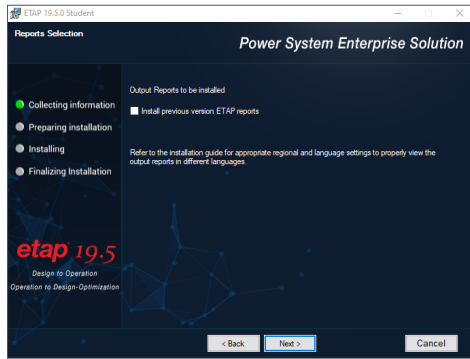 ETAP 19.5.0 Student
Reports Selection
Power System Enterprise Solution
Output Reports to be installed
Install previous version ETAP reports
Refer to the installation guide for appropriate regional and language settings to properly view the
output reports in different languages.
Collecting information
Preparing installation
Installing
Finalizing Installation
etap 19.5
Design to Operation
Operation to Design-Optimization
< Back
Next >
Cancel